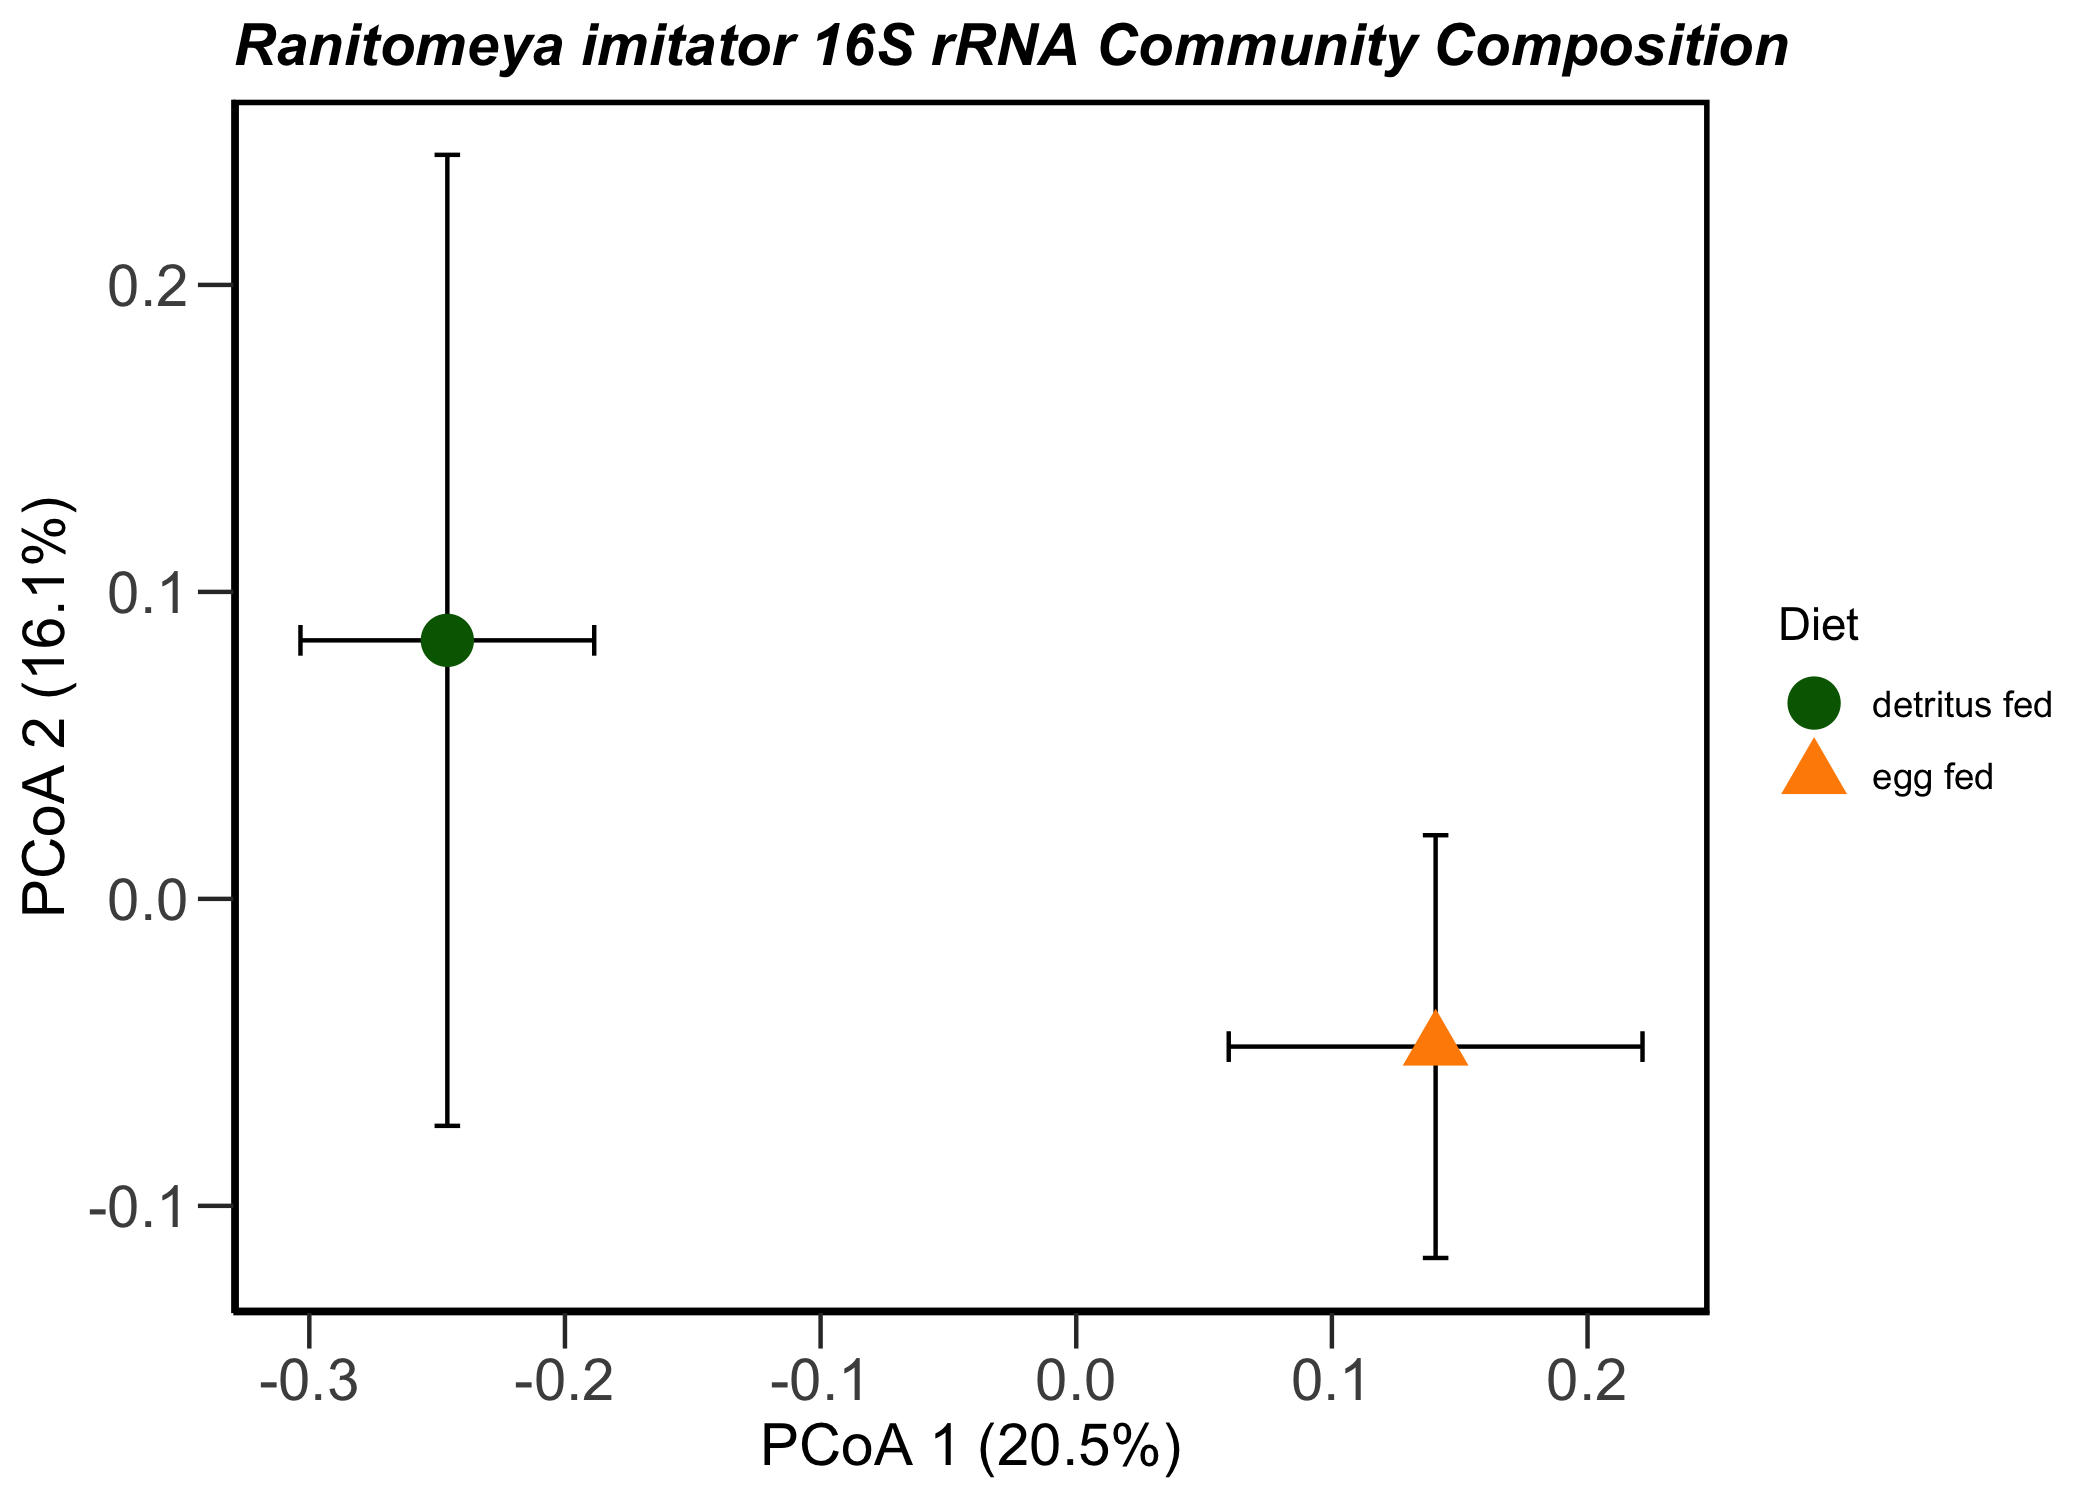 Ranitomeya imitator 16S rRNA Community Composition
PCoA 2 (16.1%)
0.2
0.1
0.0
-0.1
-0.3 -0.2 -0.1 0.0 0.1 0.2
PCoA 1 (20.5%)
Diet
detritus fed
egg fed